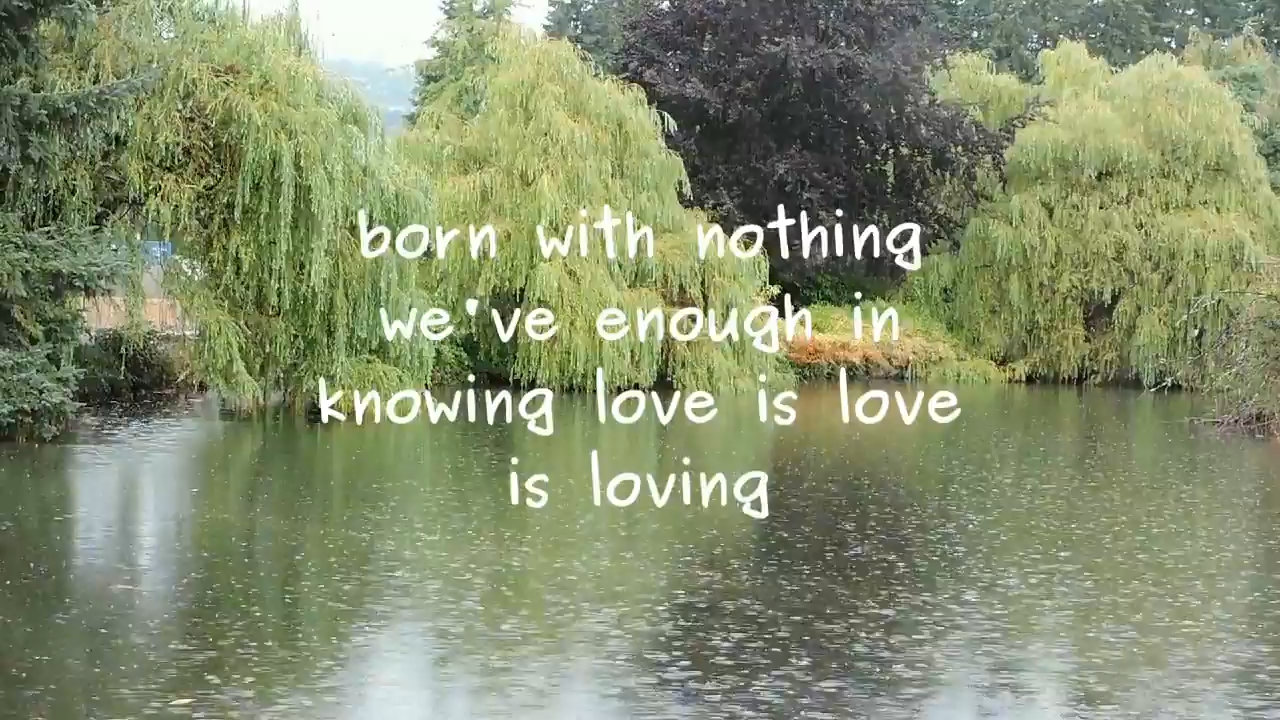 born with nothing
we've enough in
knowing love is love
is loving